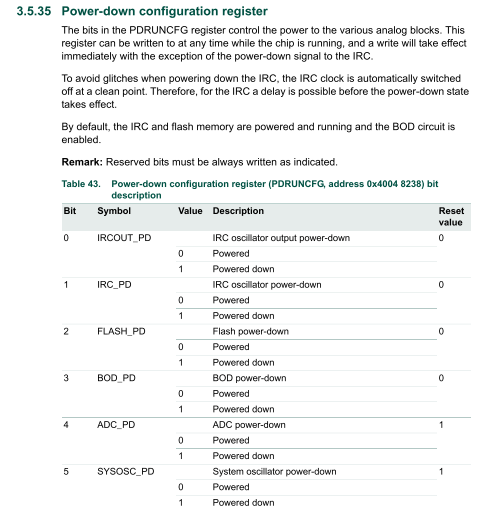 3.5.35 Power-down configuration register
The bits in the PDRUNCFG register control the power to the various analog blocks. This
register can be written to at any time while the chip is running, and a write will take effect
immediately with the exception of the power-down signal to the IRC.
To avoid glitches when powering down the IRC, the IRC clock is automatically switched
off at a clean point. Therefore, for the IRC a delay is possible before the power-down state
takes effect.
By default, the IRC and flash memory are powered and running and the BOD circuit is
enabled.
Remark: Reserved bits must be always written as indicated.
Table 43. Power-down configuration register (PDRUNCFG, address 0x4004 8238) bit
description
Bit Symbol Value Description Reset
value
0 IRCOUT_PD IRC oscillator output power-down 0
0 Powered
1 Powered down
1 IRC_PD IRC oscillator power-down 0
0 Powered
1 Powered down
2 FLASH_PD Flash power-down 0
0 Powered
1 Powered down
3 BOD_PD BOD power-down 0
0 Powered
1 Powered down
4 ADC_PD ADC power-down 1
0 Powered
1 Powered down
5 SYSOSC_PD System oscillator power-down 1
0 Powered
1 Powered down